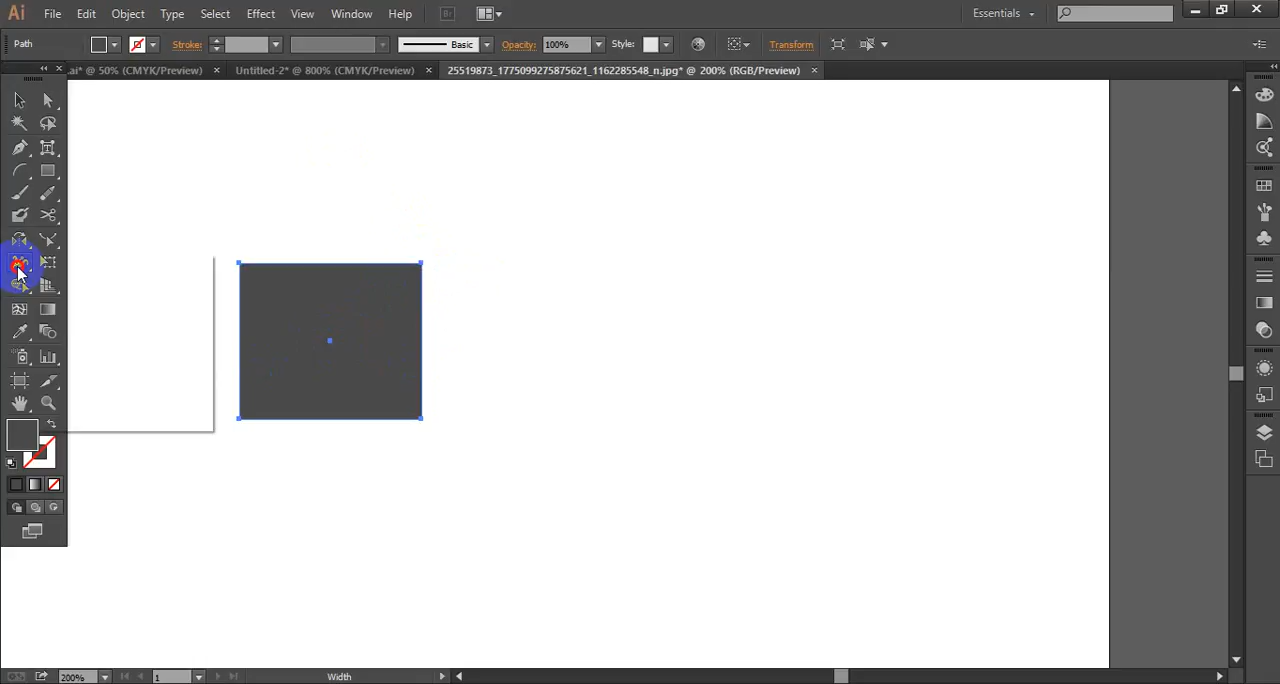 Ai File Edit Object Type Select Effect View Window Help Br Essentials
Path Stroke: Basic Opacity: 100% Style: Transform
.ai* @ 50% (CMYK/Preview) Untitled-2* @ 800% (CMYK/Preview) 25519873_1775099275875621_1162285548_n.jpg* @ 200% (RGB/Preview)
200% 1 Width